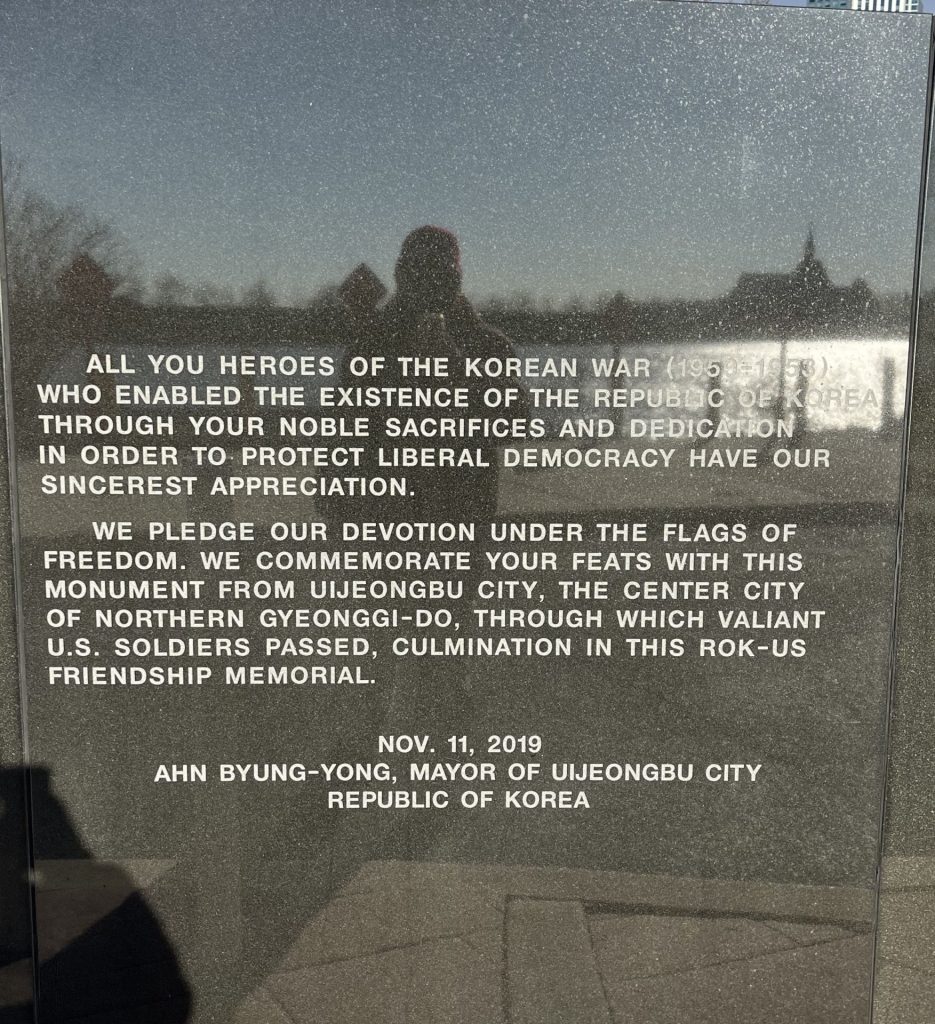 ALL YOU HEROES OF THE KOREAN WAR (1950-1953)
WHO ENABLED THE EXISTENCE OF THE REPUBLIC OF KOREA
THROUGH YOUR NOBLE SACRIFICES AND DEDICATION
IN ORDER TO PROTECT LIBERAL DEMOCRACY HAVE OUR
SINCEREST APPRECIATION.
WE PLEDGE OUR DEVOTION UNDER THE FLAGS OF
FREEDOM. WE COMMEMORATE YOUR FEATS WITH THIS
MONUMENT FROM UIJEONGBU CITY, THE CENTER CITY
OF NORTHERN GYEONGGI-DO, THROUGH WHICH VALIANT
U.S. SOLDIERS PASSED, CULMINATION IN THIS ROK-US
FRIENDSHIP MEMORIAL.
NOV. 11, 2019
AHN BYUNG-YONG, MAYOR OF UIJEONGBU CITY
REPUBLIC OF KOREA